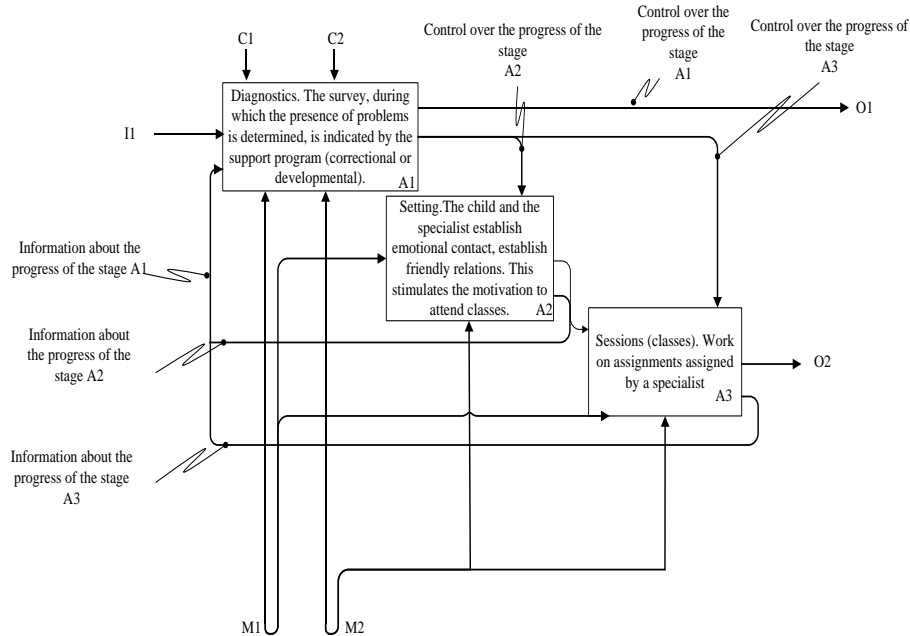 Control over the progress of the
stage
A2
Control over the
progress of the
stage
A1
Control over the progress of
the stage
A3
C1
C2
Diagnostics. The survey, during
which the presence of problems
is determined, is indicated by the
support program (correctional or
developmental).
A1
O1
I1
Setting.The child and the
specialist establish
emotional contact, establish
friendly relations. This
stimulates the motivation to
attend classes.
A2
Information about the
progress of the stage A1
Information about
the progress of the
stage A2
Sessions (classes). Work
on assignments assigned
by a specialist
A3
O2
Information about the
progress of the stage
A3
M1
M2